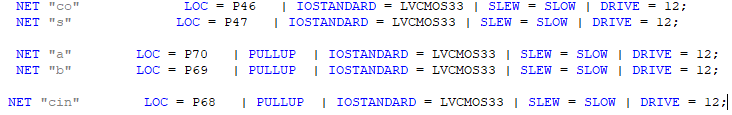 NET "co" LOC = P46 | IOSTANDARD = LVCMOS33 | SLEW = SLOW | DRIVE = 12;
NET "s" LOC = P47 | IOSTANDARD = LVCMOS33 | SLEW = SLOW | DRIVE = 12;
NET "a" LOC = P70 | PULLUP | IOSTANDARD = LVCMOS33 | SLEW = SLOW | DRIVE = 12;
NET "b" LOC = P69 | PULLUP | IOSTANDARD = LVCMOS33 | SLEW = SLOW | DRIVE = 12;
NET "cin" LOC = P68 | PULLUP | IOSTANDARD = LVCMOS33 | SLEW = SLOW | DRIVE = 12;